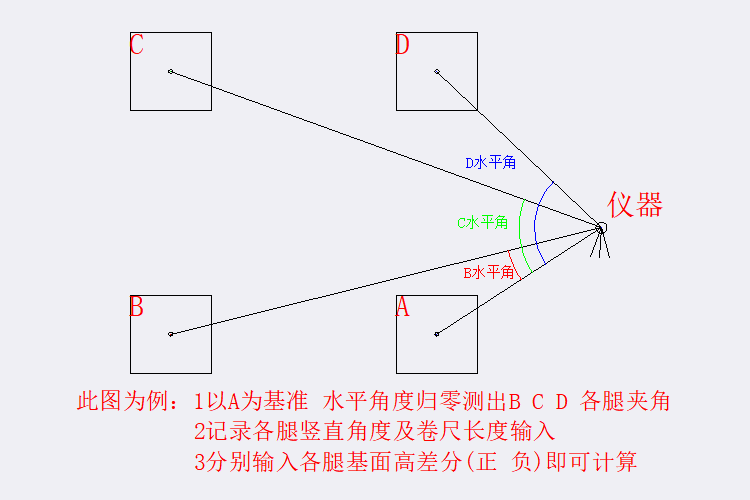 C
D
D水平角
仪器
C水平角
B水平角
B
A
此图为例：1以A为基准 水平角度归零测出B C D 各腿夹角
2记录各腿竖直角度及卷尺长度输入
3分别输入各腿基面高差分(正 负)即可计算